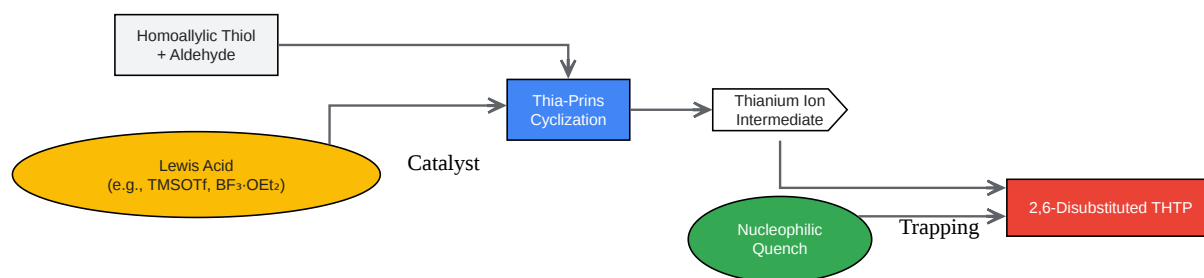 Homoallylic Thiol
+ Aldehyde
Thia-Prins
Cyclization
Thianium Ion
Intermediate
Lewis Acid
(e.g., TMSOTf, BF₃·OEt₂)
Catalyst
2,6-Disubstituted THTP
Nucleophilic
Quench
Trapping